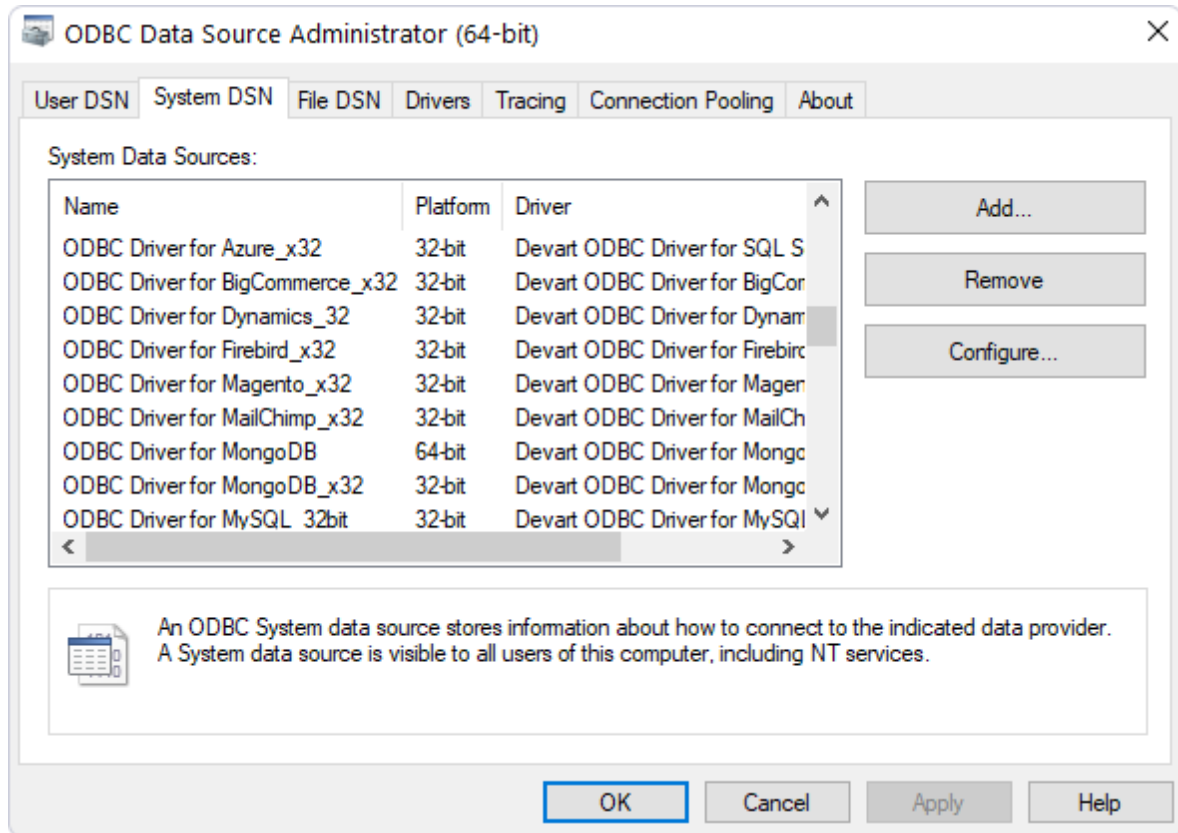 ODBC Data Source Administrator (64-bit)
User DSN System DSN File DSN Drivers Tracing Connection Pooling About
System Data Sources:
Name Platform Driver
ODBC Driver for Azure_x32 32-bit Devart ODBC Driver for SQL S
ODBC Driver for BigCommerce_x32 32-bit Devart ODBC Driver for BigCor
ODBC Driver for Dynamics_32 32-bit Devart ODBC Driver for Dynam
ODBC Driver for Firebird_x32 32-bit Devart ODBC Driver for Firebirc
ODBC Driver for Magento_x32 32-bit Devart ODBC Driver for Magen
ODBC Driver for MailChimp_x32 32-bit Devart ODBC Driver for MailCh
ODBC Driver for MongoDB 64-bit Devart ODBC Driver for Mongo
ODBC Driver for MongoDB_x32 32-bit Devart ODBC Driver for Mongo
ODBC Driver for MySQL_32bit 32-bit Devart ODBC Driver for MySQl
Add...
Remove
Configure...
An ODBC System data source stores information about how to connect to the indicated data provider.
A System data source is visible to all users of this computer, including NT services.
OK Cancel Apply Help